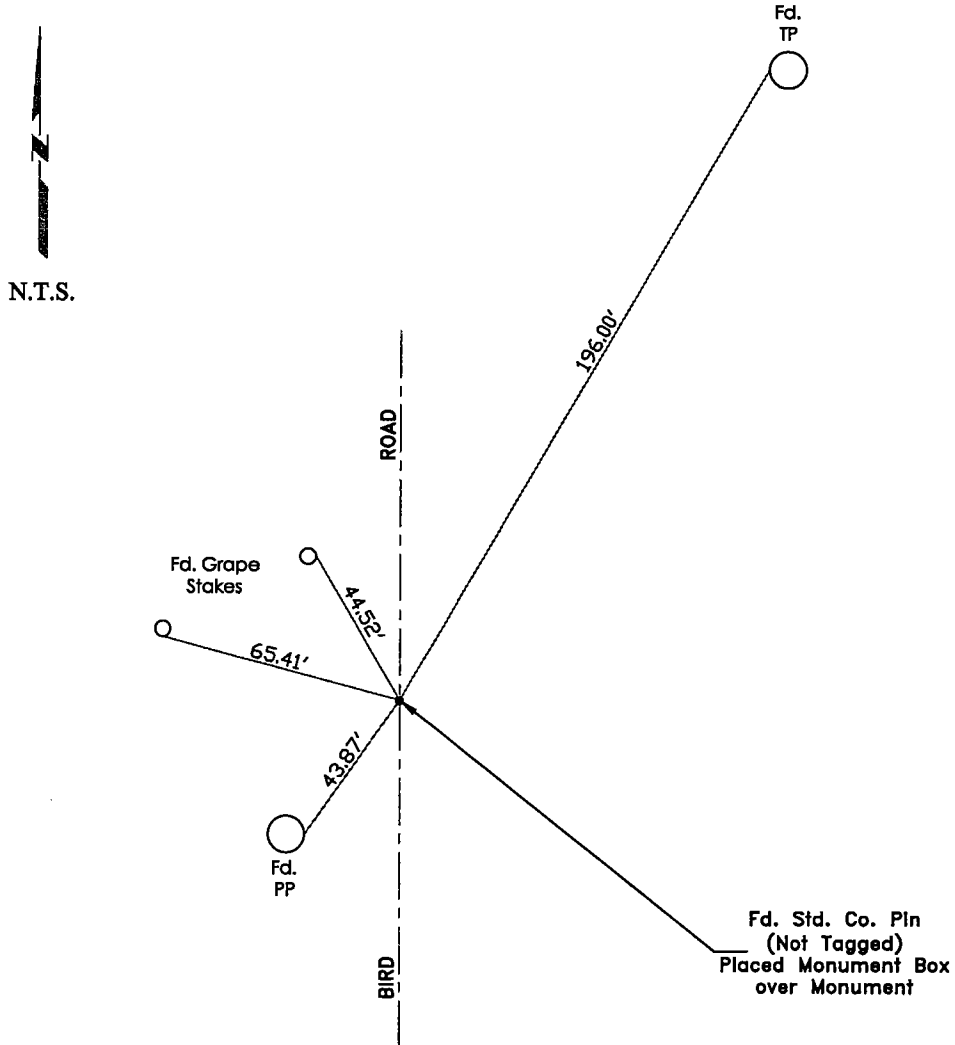 Fd.
TP
N
N.T.S.
196.00'
ROAD
Fd. Grape
Stakes
44.52'
65.41'
43.87'
Fd.
PP
BIRD
Fd. Std. Co. Pin
(Not Tagged)
Placed Monument Box
over Monument